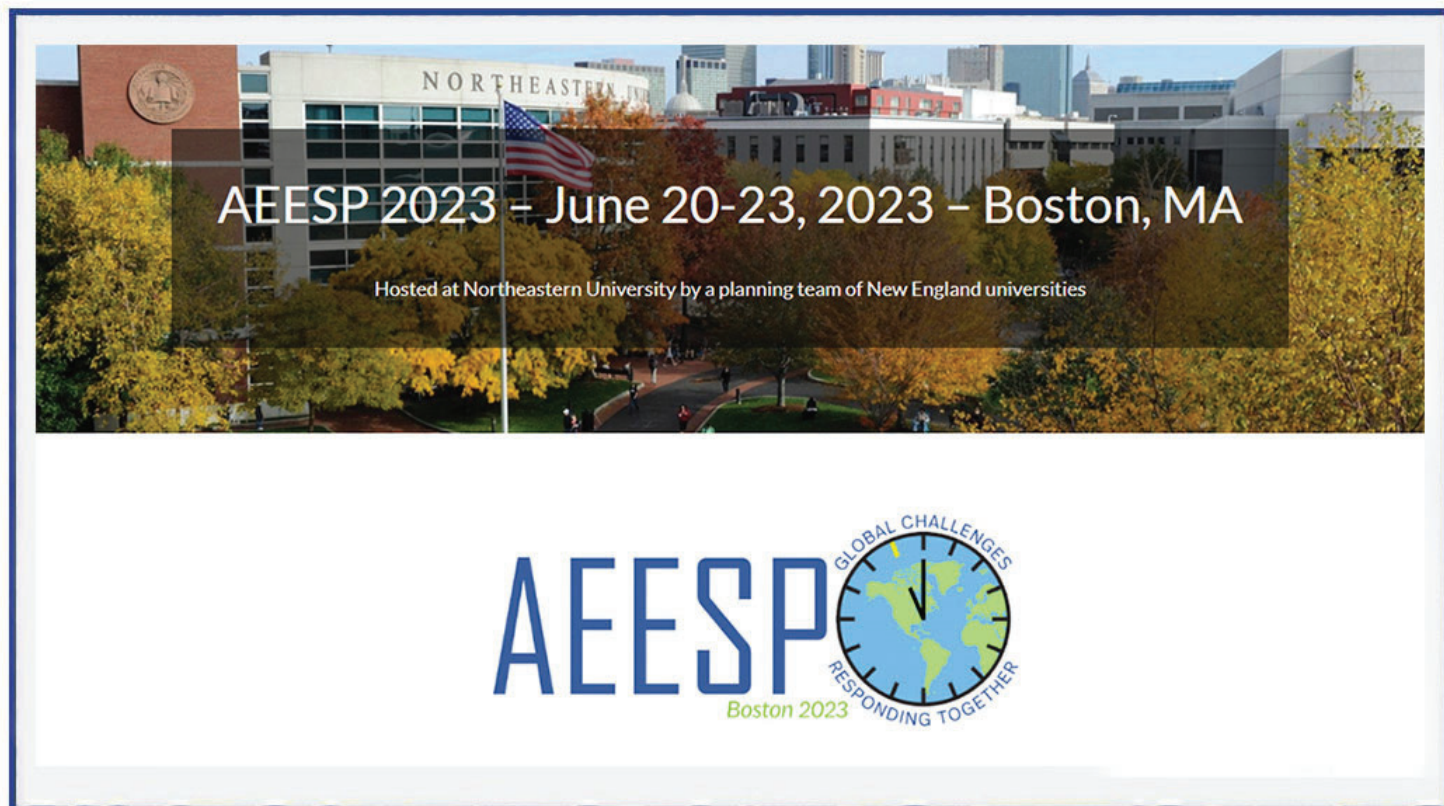 NORTHEASTERN
AEESP 2023 – June 20-23, 2023 – Boston, MA
Hosted at Northeastern University by a planning team of New England universities
GLOBAL CHALLENGES
AEESP
Boston 2023
RESPONDING TOGETHER